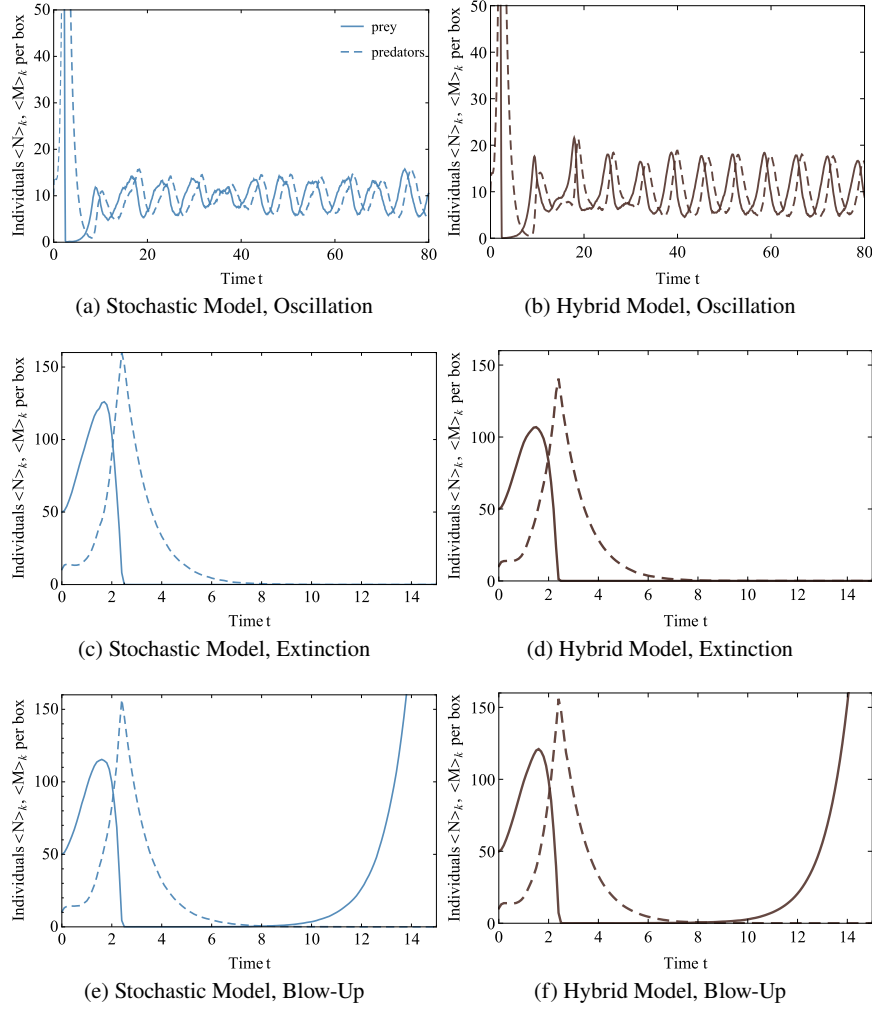 50
40
30
20
10
0
Individuals <N>k, <M>k per box
prey
predators
0 20 40 60 80
Time t
(a) Stochastic Model, Oscillation
50
40
30
20
10
0
Individuals <N>k, <M>k per box
0 20 40 60 80
Time t
(b) Hybrid Model, Oscillation
150
100
50
0
Individuals <N>k, <M>k per box
0 2 4 6 8 10 12 14
Time t
(c) Stochastic Model, Extinction
150
100
50
0
Individuals <N>k, <M>k per box
0 2 4 6 8 10 12 14
Time t
(d) Hybrid Model, Extinction
150
100
50
0
Individuals <N>k, <M>k per box
0 2 4 6 8 10 12 14
Time t
(e) Stochastic Model, Blow-Up
150
100
50
0
Individuals <N>k, <M>k per box
0 2 4 6 8 10 12 14
Time t
(f) Hybrid Model, Blow-Up